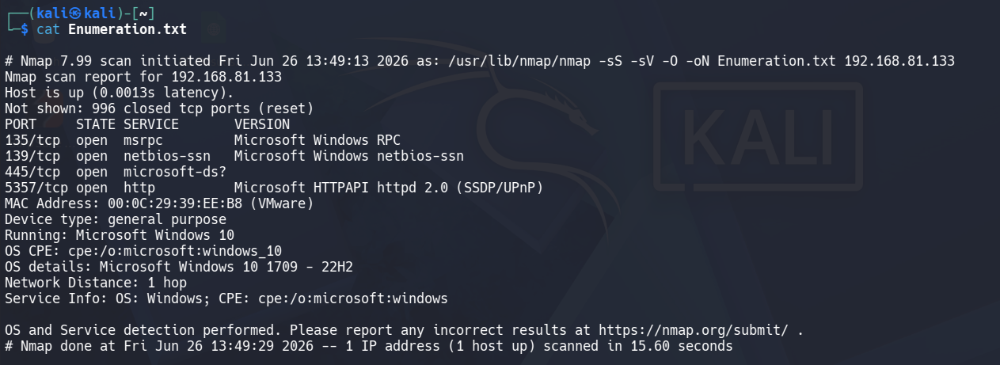 ┌──(kali㉿kali)-[~]
└─$ cat Enumeration.txt
# Nmap 7.99 scan initiated Fri Jun 26 13:49:13 2026 as: /usr/lib/nmap/nmap -sS -sV -O -oN Enumeration.txt 192.168.81.133
Nmap scan report for 192.168.81.133
Host is up (0.0013s latency).
Not shown: 996 closed tcp ports (reset)
PORT     STATE SERVICE       VERSION
135/tcp  open  msrpc         Microsoft Windows RPC
139/tcp  open  netbios-ssn   Microsoft Windows netbios-ssn
445/tcp  open  microsoft-ds?
5357/tcp open  http          Microsoft HTTPAPI httpd 2.0 (SSDP/UPnP)
MAC Address: 00:0C:29:39:EE:B8 (VMware)
Device type: general purpose
Running: Microsoft Windows 10
OS CPE: cpe:/o:microsoft:windows_10
OS details: Microsoft Windows 10 1709 - 22H2
Network Distance: 1 hop
Service Info: OS: Windows; CPE: cpe:/o:microsoft:windows
OS and Service detection performed. Please report any incorrect results at https://nmap.org/submit/ .
# Nmap done at Fri Jun 26 13:49:29 2026 -- 1 IP address (1 host up) scanned in 15.60 seconds
KALI